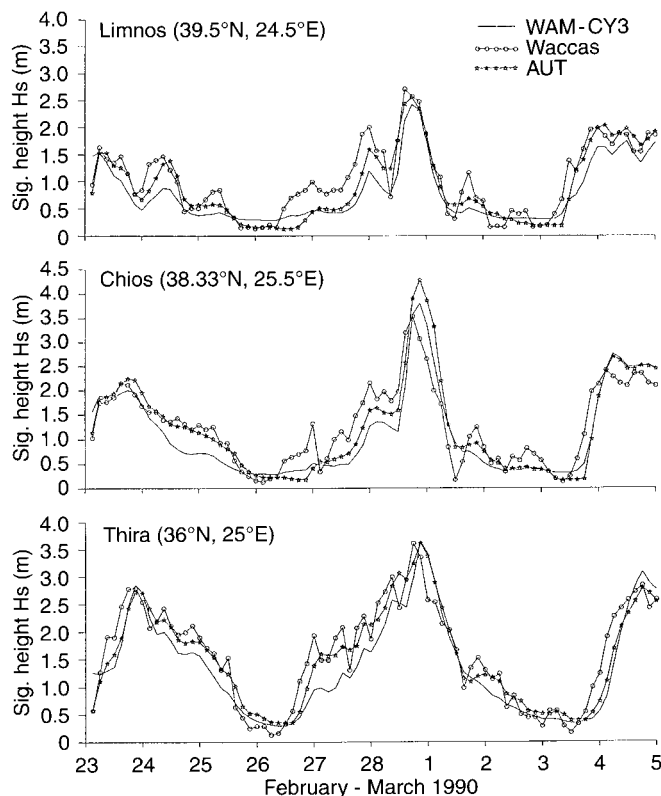 Limnos (39.5°N, 24.5°E)
WAM-CY3
Waccas
AUT
Sig. height Hs (m)
4.0
3.5
3.0
2.5
2.0
1.5
1.0
0.5
0
Chios (38.33°N, 25.5°E)
Sig. height Hs (m)
4.5
4.0
3.5
3.0
2.5
2.0
1.5
1.0
0.5
0
Thira (36°N, 25°E)
Sig. height Hs (m)
4.0
3.5
3.0
2.5
2.0
1.5
1.0
0.5
0
23 24 25 26 27 28 1 2 3 4 5
February - March 1990